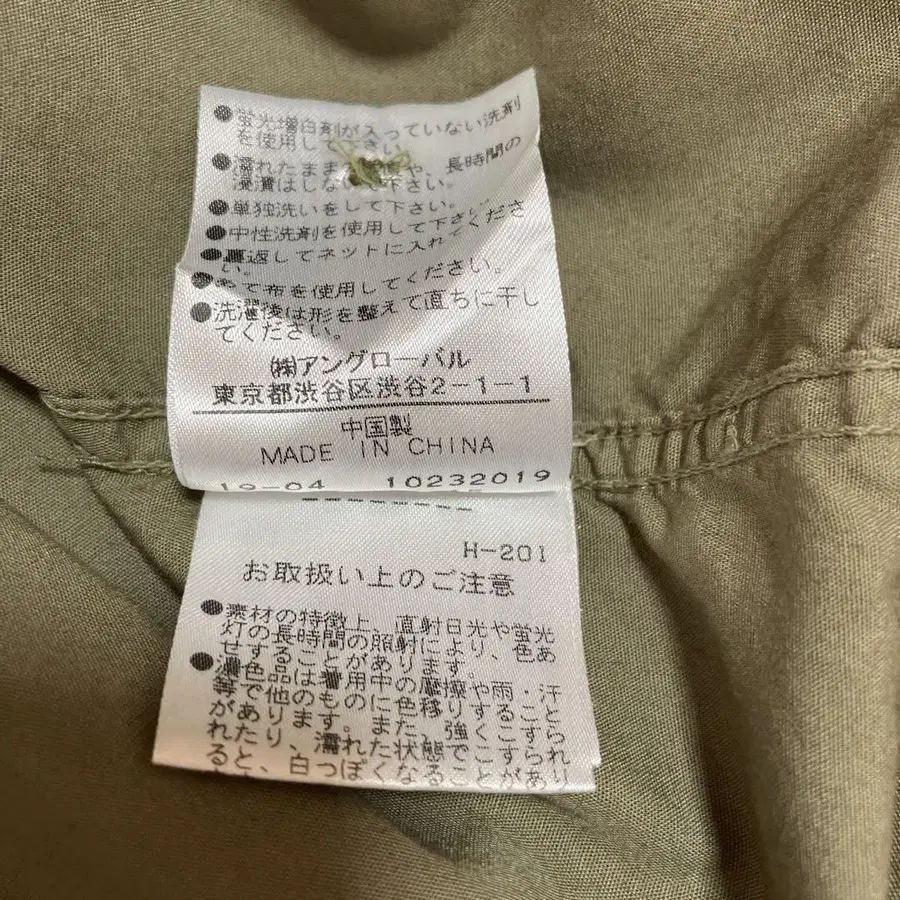 ●蛍光増白剤が入っていない洗剤
を使用して下さい。
●濡れたまま や、長時間の
浸漬はしないで下さい。
●単独洗いをして下さい。
●中性洗剤を使用して下さい。
●裏返してネットに入れてくださ
い。
●あて布を使用してください。
●洗濯後は形を整えて直ちに干し
てください。
㈱アングローバル
東京都渋谷区渋谷2-1-1
中国製
MADE IN CHINA
19-04 10232019
H-201
お取扱い上のご注意
●素材の特徴上、直射日光や蛍光
灯の長時間の照射により、色あ
せすることがあります。
●濃色品は着用中の摩擦や雨・汗
等で他のものに色移りすること
があります。また、強くこすら
れたり、濡れた状態でこすられ
ると、白っぽくなることがあり